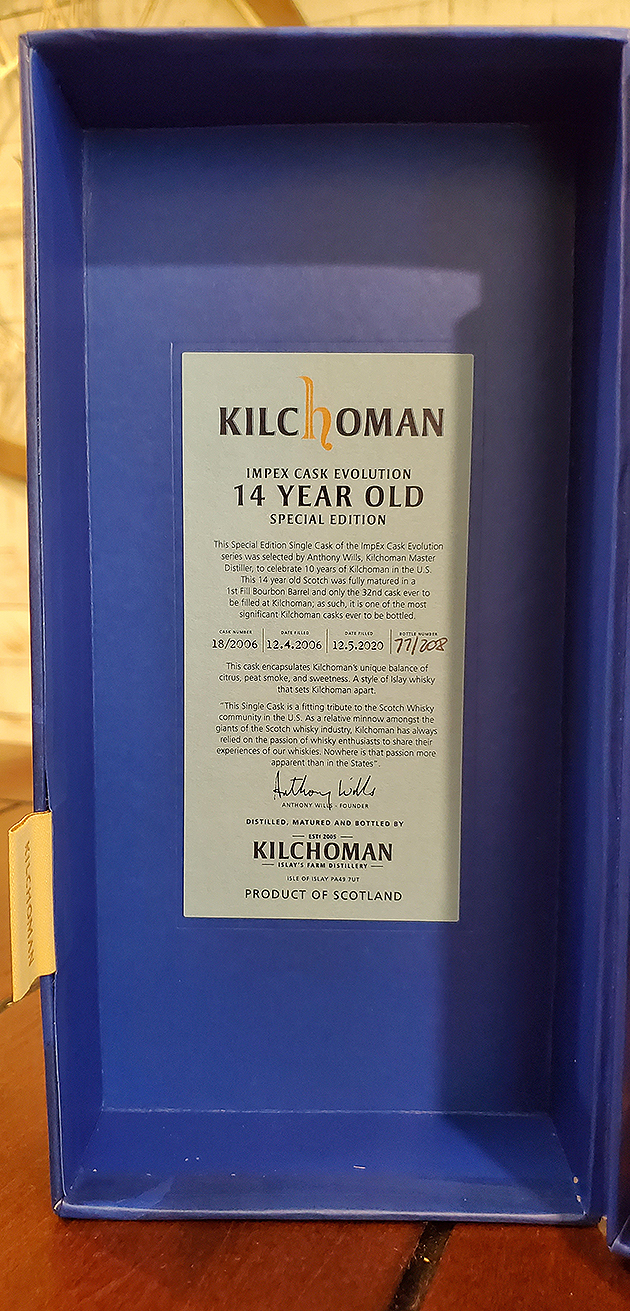 KILCHOMAN
IMPEX CASK EVOLUTION
14 YEAR OLD
SPECIAL EDITION
This Special Edition Single Cask of the ImpEx Cask Evolution
series was selected by Anthony Wills, Kilchoman Master
Distiller, to celebrate 10 years of Kilchoman in the U.S.
This 14 year old Scotch was fully matured in a
1st Fill Bourbon Barrel and only the 32nd cask ever to
be filled at Kilchoman; as such, it is one of the most
significant Kilchoman casks ever to be bottled.
CASK NUMBER DATE FILLED DATE FILLED BOTTLE NUMBER
18/2006 12.4.2006 12.5.2020 77/208
This cask encapsulates Kilchoman's unique balance of
citrus, peat smoke, and sweetness. A style of Islay whisky
that sets Kilchoman apart.
"This Single Cask is a fitting tribute to the Scotch Whisky
community in the U.S. As a relative minnow amongst the
giants of the Scotch whisky industry, Kilchoman has always
relied on the passion of whisky enthusiasts to share their
experiences of our whiskies. Nowhere is that passion more
apparent than in the States".
Anthony Wills
ANTHONY WILLS - FOUNDER
DISTILLED, MATURED AND BOTTLED BY
ESTD 2005
KILCHOMAN
ISLAY'S FARM DISTILLERY
ISLE OF ISLAY PA49 7UT
PRODUCT OF SCOTLAND
KILCHOMAN